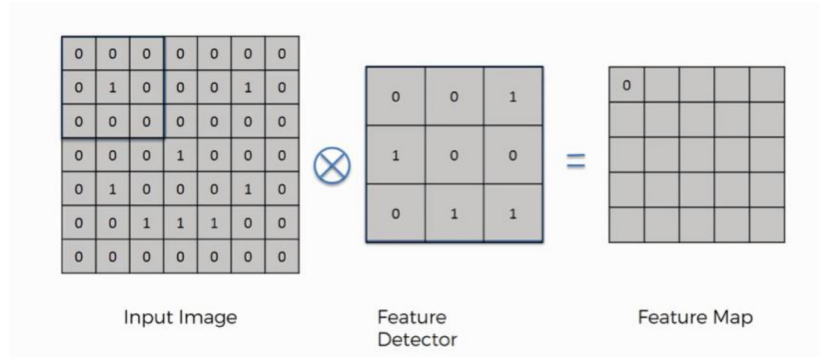 0 0 0 0 0 0 0
0 1 0 0 0 1 0
0 0 0 0 0 0 0
0 0 0 1 0 0 0
0 1 0 0 0 1 0
0 0 1 1 1 0 0
0 0 0 0 0 0 0
Input Image
0 0 1
1 0 0
0 1 1
Feature
Detector
=
0
Feature Map